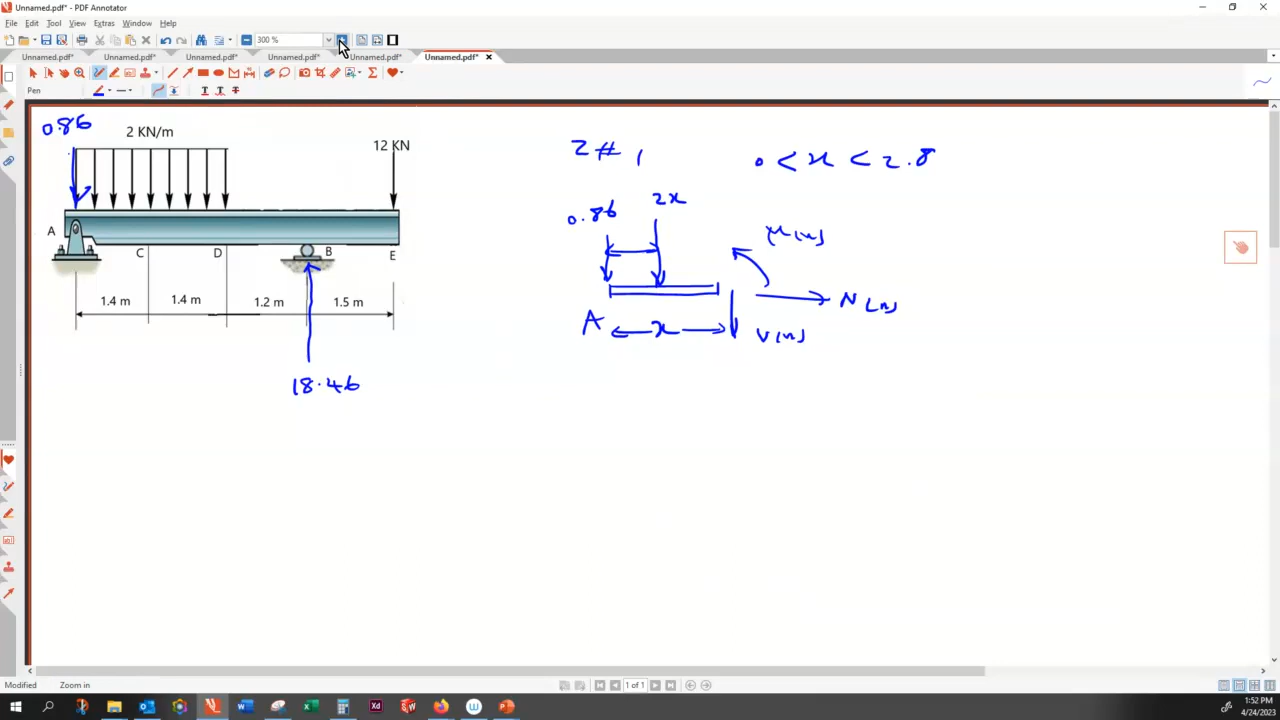 Unnamed.pdf* - PDF Annotator
File Edit Tool View Extras Window Help
300 %
Unnamed.pdf* Unnamed.pdf* Unnamed.pdf* Unnamed.pdf* Unnamed.pdf* Unnamed.pdf*
Pen
0.86
2 KN/m
12 KN
A
C
D
B
E
1.4 m
1.4 m
1.2 m
1.5 m
18.46
Z # 1
0 < x < 2.8
0.86
2x
M(x)
N(x)
V(x)
A
x
1 of 1
Modified
Zoom in
1:52 PM
4/24/2023